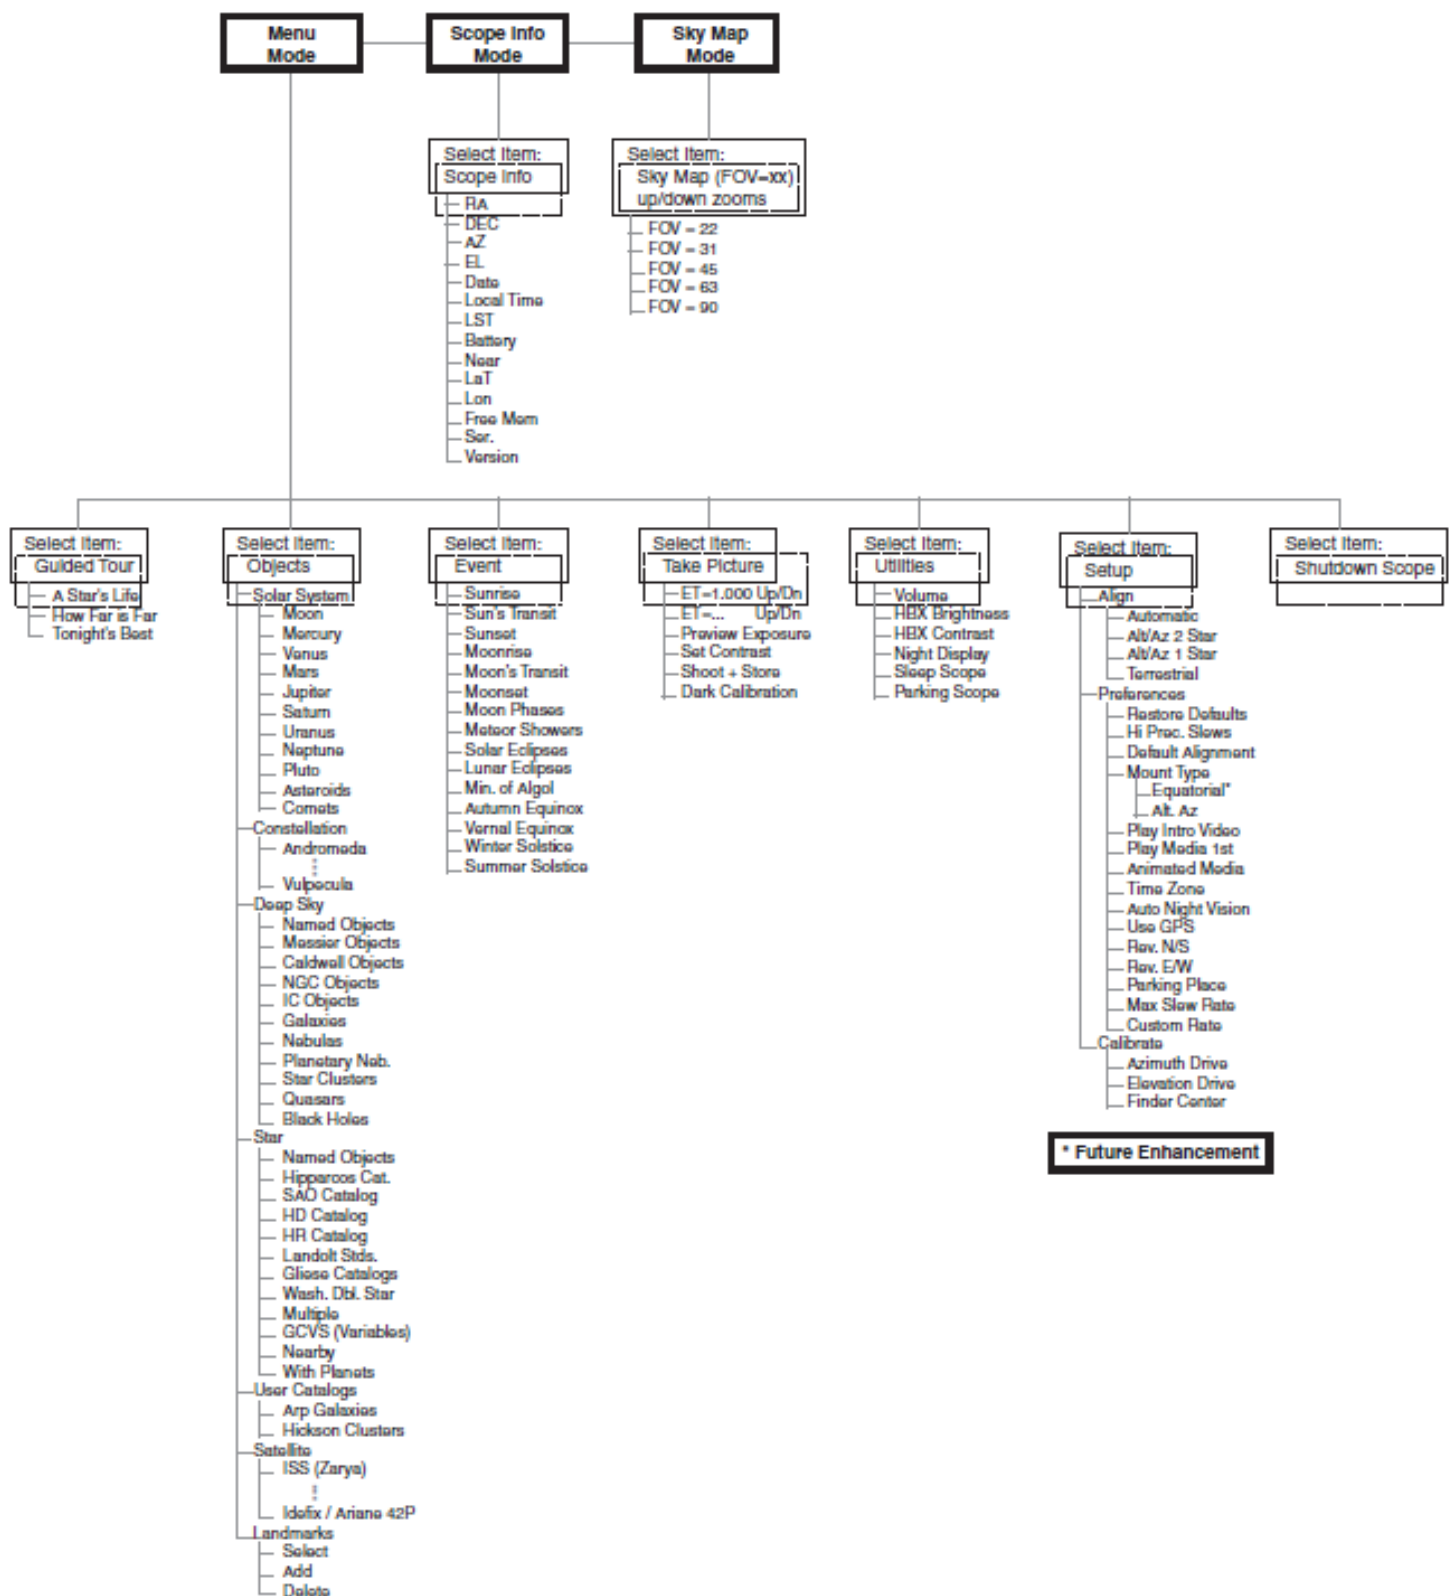 Menu
Mode
Scope Info
Mode
Sky Map
Mode
Select Item:
Scope Info
RA
DEC
AZ
EL
Date
Local Time
LST
Battery
Near
LaT
Lon
Free Mem
Ser.
Version
Select Item:
Sky Map (FOV=xx)
up/down zooms
FOV = 22
FOV = 31
FOV = 45
FOV = 63
FOV = 90
Select Item:
Guided Tour
A Star's Life
How Far is Far
Tonight's Best
Select Item:
Objects
Solar System
Moon
Mercury
Venus
Mars
Jupiter
Saturn
Uranus
Neptune
Pluto
Asteroids
Comets
Constellation
Andromeda
Vulpecula
Deep Sky
Named Objects
Messier Objects
Caldwell Objects
NGC Objects
IC Objects
Galaxies
Nebulas
Planetary Neb.
Star Clusters
Quasars
Black Holes
Star
Named Objects
Hipparcos Cat.
SAO Catalog
HD Catalog
HR Catalog
Landolt Stds.
Gliese Catalogs
Wash. Dbl. Star
Multiple
GCVS (Variables)
Nearby
With Planets
User Catalogs
Arp Galaxies
Hickson Clusters
Satellite
ISS (Zarya)
Idefix / Ariane 42P
Landmarks
Select
Add
Delete
Select Item:
Event
Sunrise
Sun's Transit
Sunset
Moonrise
Moon's Transit
Moonset
Moon Phases
Meteor Showers
Solar Eclipses
Lunar Eclipses
Min. of Algol
Autumn Equinox
Vernal Equinox
Winter Solstice
Summer Solstice
Select Item:
Take Picture
ET=1.000 Up/Dn
ET=... Up/Dn
Preview Exposure
Set Contrast
Shoot + Store
Dark Calibration
Select Item:
Utilities
Volume
HBX Brightness
HBX Contrast
Night Display
Sleep Scope
Parking Scope
Select Item:
Setup
Align
Automatic
Alt/Az 2 Star
Alt/Az 1 Star
Terrestrial
Preferences
Restore Defaults
Hi Prec. Slews
Default Alignment
Mount Type
Equatorial*
Alt. Az
Play Intro Video
Play Media 1st
Animated Media
Time Zone
Auto Night Vision
Use GPS
Rev. N/S
Rev. E/W
Parking Place
Max Slew Rate
Custom Rate
Calibrate
Azimuth Drive
Elevation Drive
Finder Center
Select Item:
Shutdown Scope
* Future Enhancement